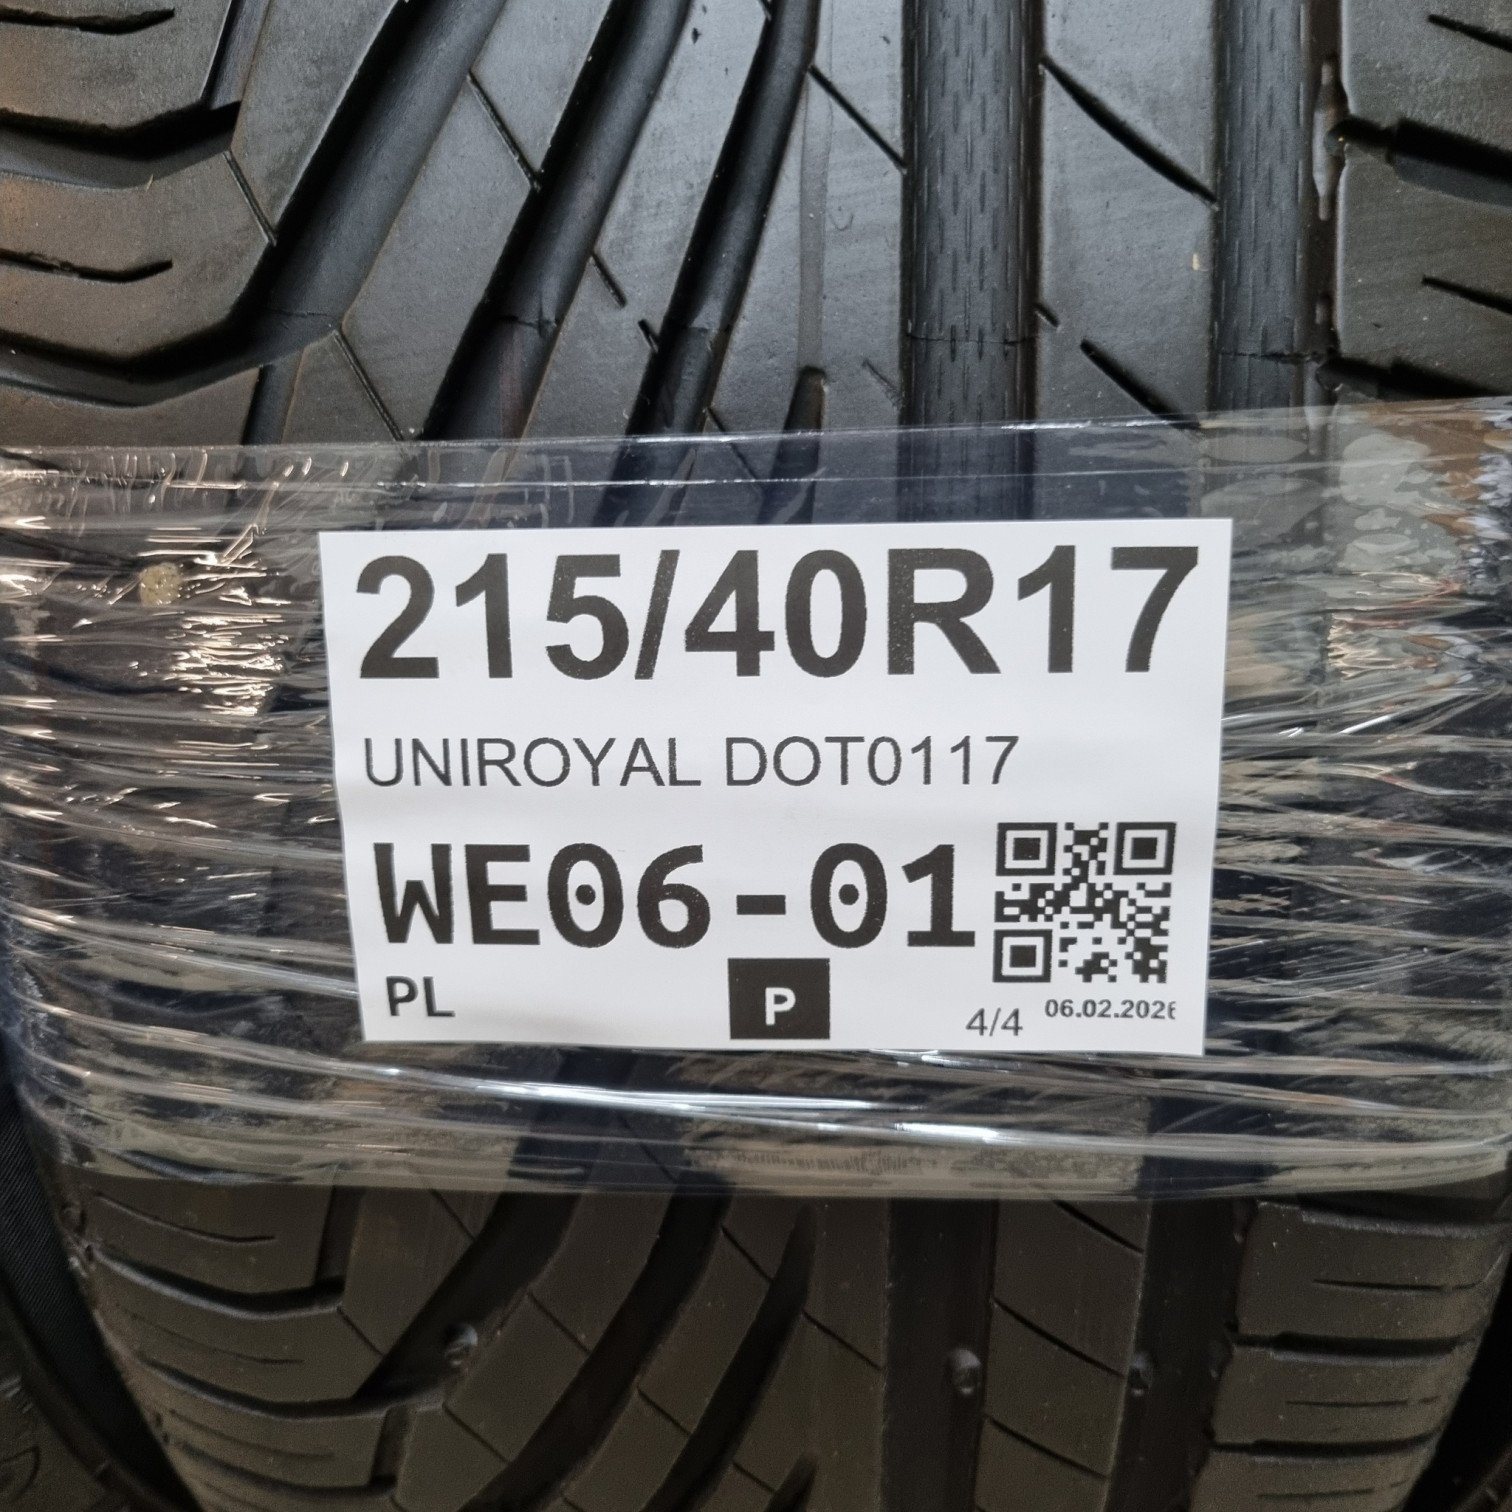 215/40R17
UNIROYAL DOT0117
WE06-01
PL
P
4/4
06.02.2026